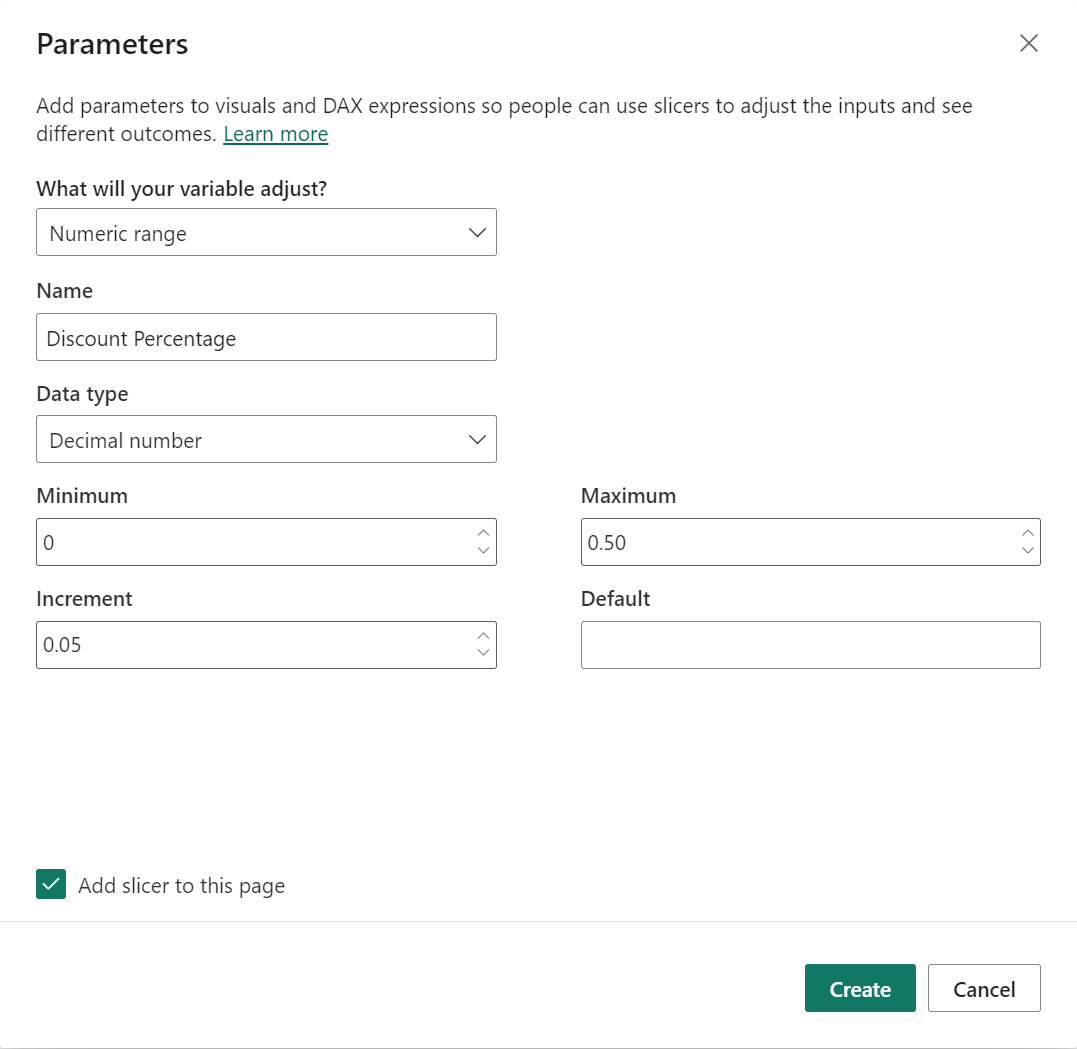 Parameters
Add parameters to visuals and DAX expressions so people can use slicers to adjust the inputs and see
different outcomes. Learn more
What will your variable adjust?
Numeric range
Name
Discount Percentage
Data type
Decimal number
Minimum
Maximum
0
0.50
Increment
Default
0.05
Add slicer to this page
Create
Cancel